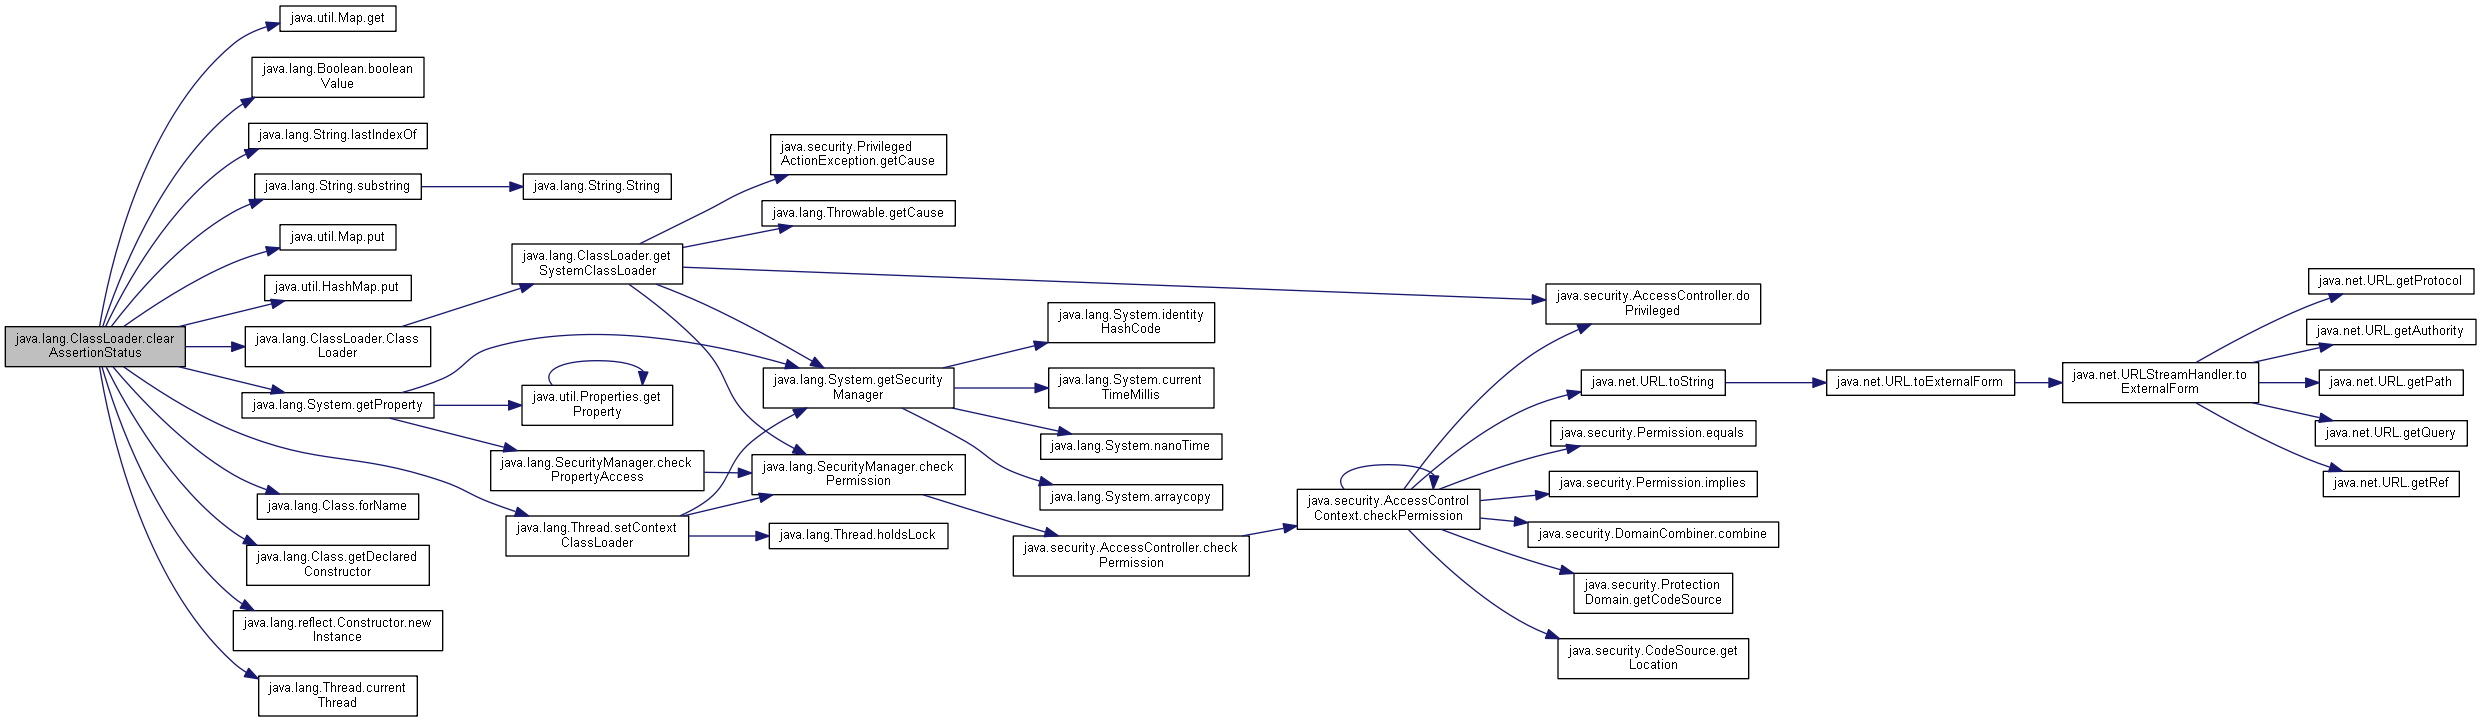 java.util.Map.get
java.lang.Boolean.boolean
Value
java.lang.String.lastIndexOf
java.lang.String.substring
java.util.Map.put
java.util.HashMap.put
java.lang.ClassLoader.clear
AssertionStatus
java.lang.ClassLoader.Class
Loader
java.lang.System.getProperty
java.lang.Class.forName
java.lang.Class.getDeclared
Constructor
java.lang.reflect.Constructor.new
Instance
java.lang.Thread.current
Thread
java.lang.String.String
java.lang.ClassLoader.get
SystemClassLoader
java.util.Properties.get
Property
java.lang.SecurityManager.check
PropertyAccess
java.lang.Thread.setContext
ClassLoader
java.security.Privileged
ActionException.getCause
java.lang.Throwable.getCause
java.lang.System.getSecurity
Manager
java.lang.SecurityManager.check
Permission
java.lang.Thread.holdsLock
java.lang.System.identity
HashCode
java.lang.System.current
TimeMillis
java.lang.System.nanoTime
java.lang.System.arraycopy
java.security.AccessController.check
Permission
java.security.AccessControl
Context.checkPermission
java.security.AccessController.do
Privileged
java.net.URL.toString
java.security.Permission.equals
java.security.Permission.implies
java.security.DomainCombiner.combine
java.security.Protection
Domain.getCodeSource
java.security.CodeSource.get
Location
java.net.URL.toExternalForm
java.net.URLStreamHandler.to
ExternalForm
java.net.URL.getProtocol
java.net.URL.getAuthority
java.net.URL.getPath
java.net.URL.getQuery
java.net.URL.getRef